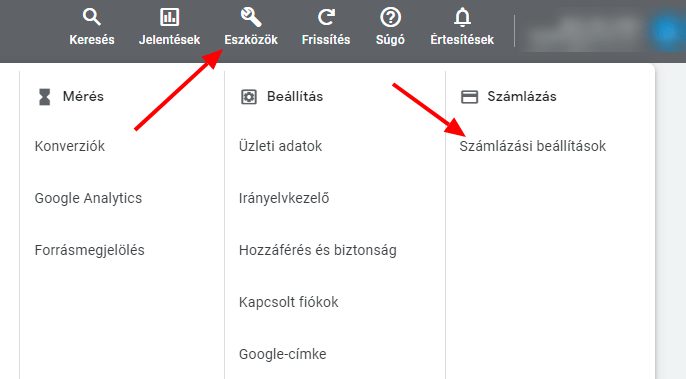 Keresés Jelentések Eszközök Frissítés Súgó Értesítések
Mérés Beállítás Számlázás
Konverziók Üzleti adatok Számlázási beállítások
Google Analytics Irányelvkezelő
Forrásmegjelölés Hozzáférés és biztonság
Kapcsolt fiókok
Google-címke